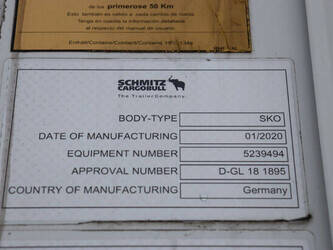 de los primerose 50 Km
Esto también es válido a cada cambio de rueda.
Tenga en cuenta la información detallada
al respecto del manual de usuario.
SCHMITZ
CARGOBULL
The TrailerCompany.
BODY-TYPE SKO
DATE OF MANUFACTURING 01/2020
EQUIPMENT NUMBER 5239494
APPROVAL NUMBER D-GL 18 1895
COUNTRY OF MANUFACTURING Germany